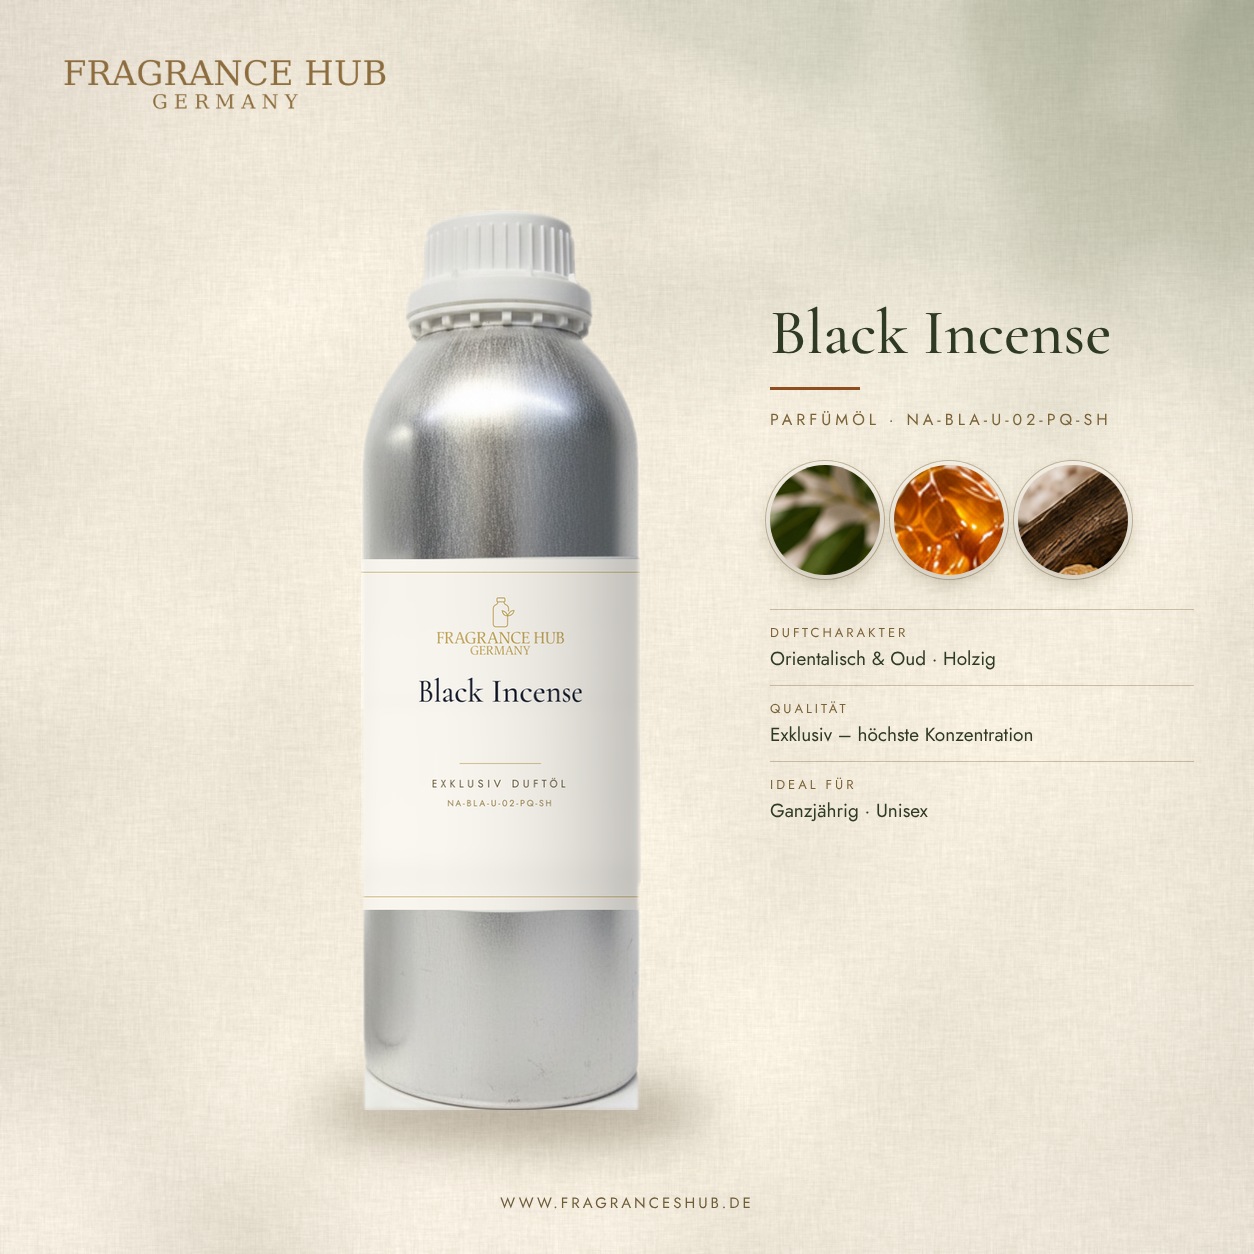 FRAGRANCE HUB
GERMANY
Black Incense
PARFÜMÖL · NA-BLA-U-02-PQ-SH
DUFTCHARAKTER
Orientalisch & Oud · Holzig
QUALITÄT
Exklusiv – höchste Konzentration
IDEAL FÜR
Ganzjährig · Unisex
FRAGRANCE HUB
GERMANY
Black Incense
EXKLUSIV DUFTÖL
NA-BLA-U-02-PQ-SH
WWW.FRAGRANCESHUB.DE